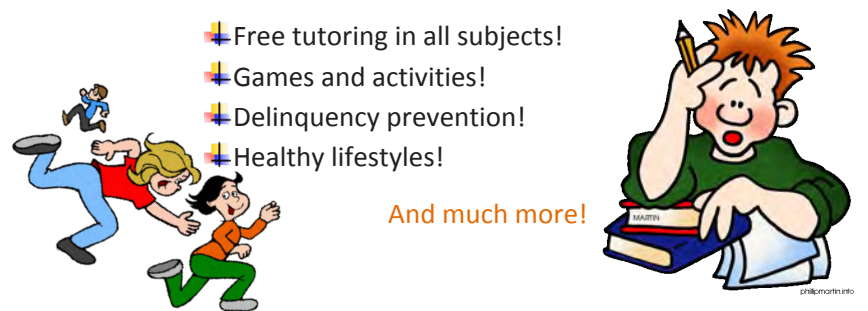 Free tutoring in all subjects!
Games and activities!
Delinquency prevention!
Healthy lifestyles!
And much more!
MARTIN
phillipmartin.info